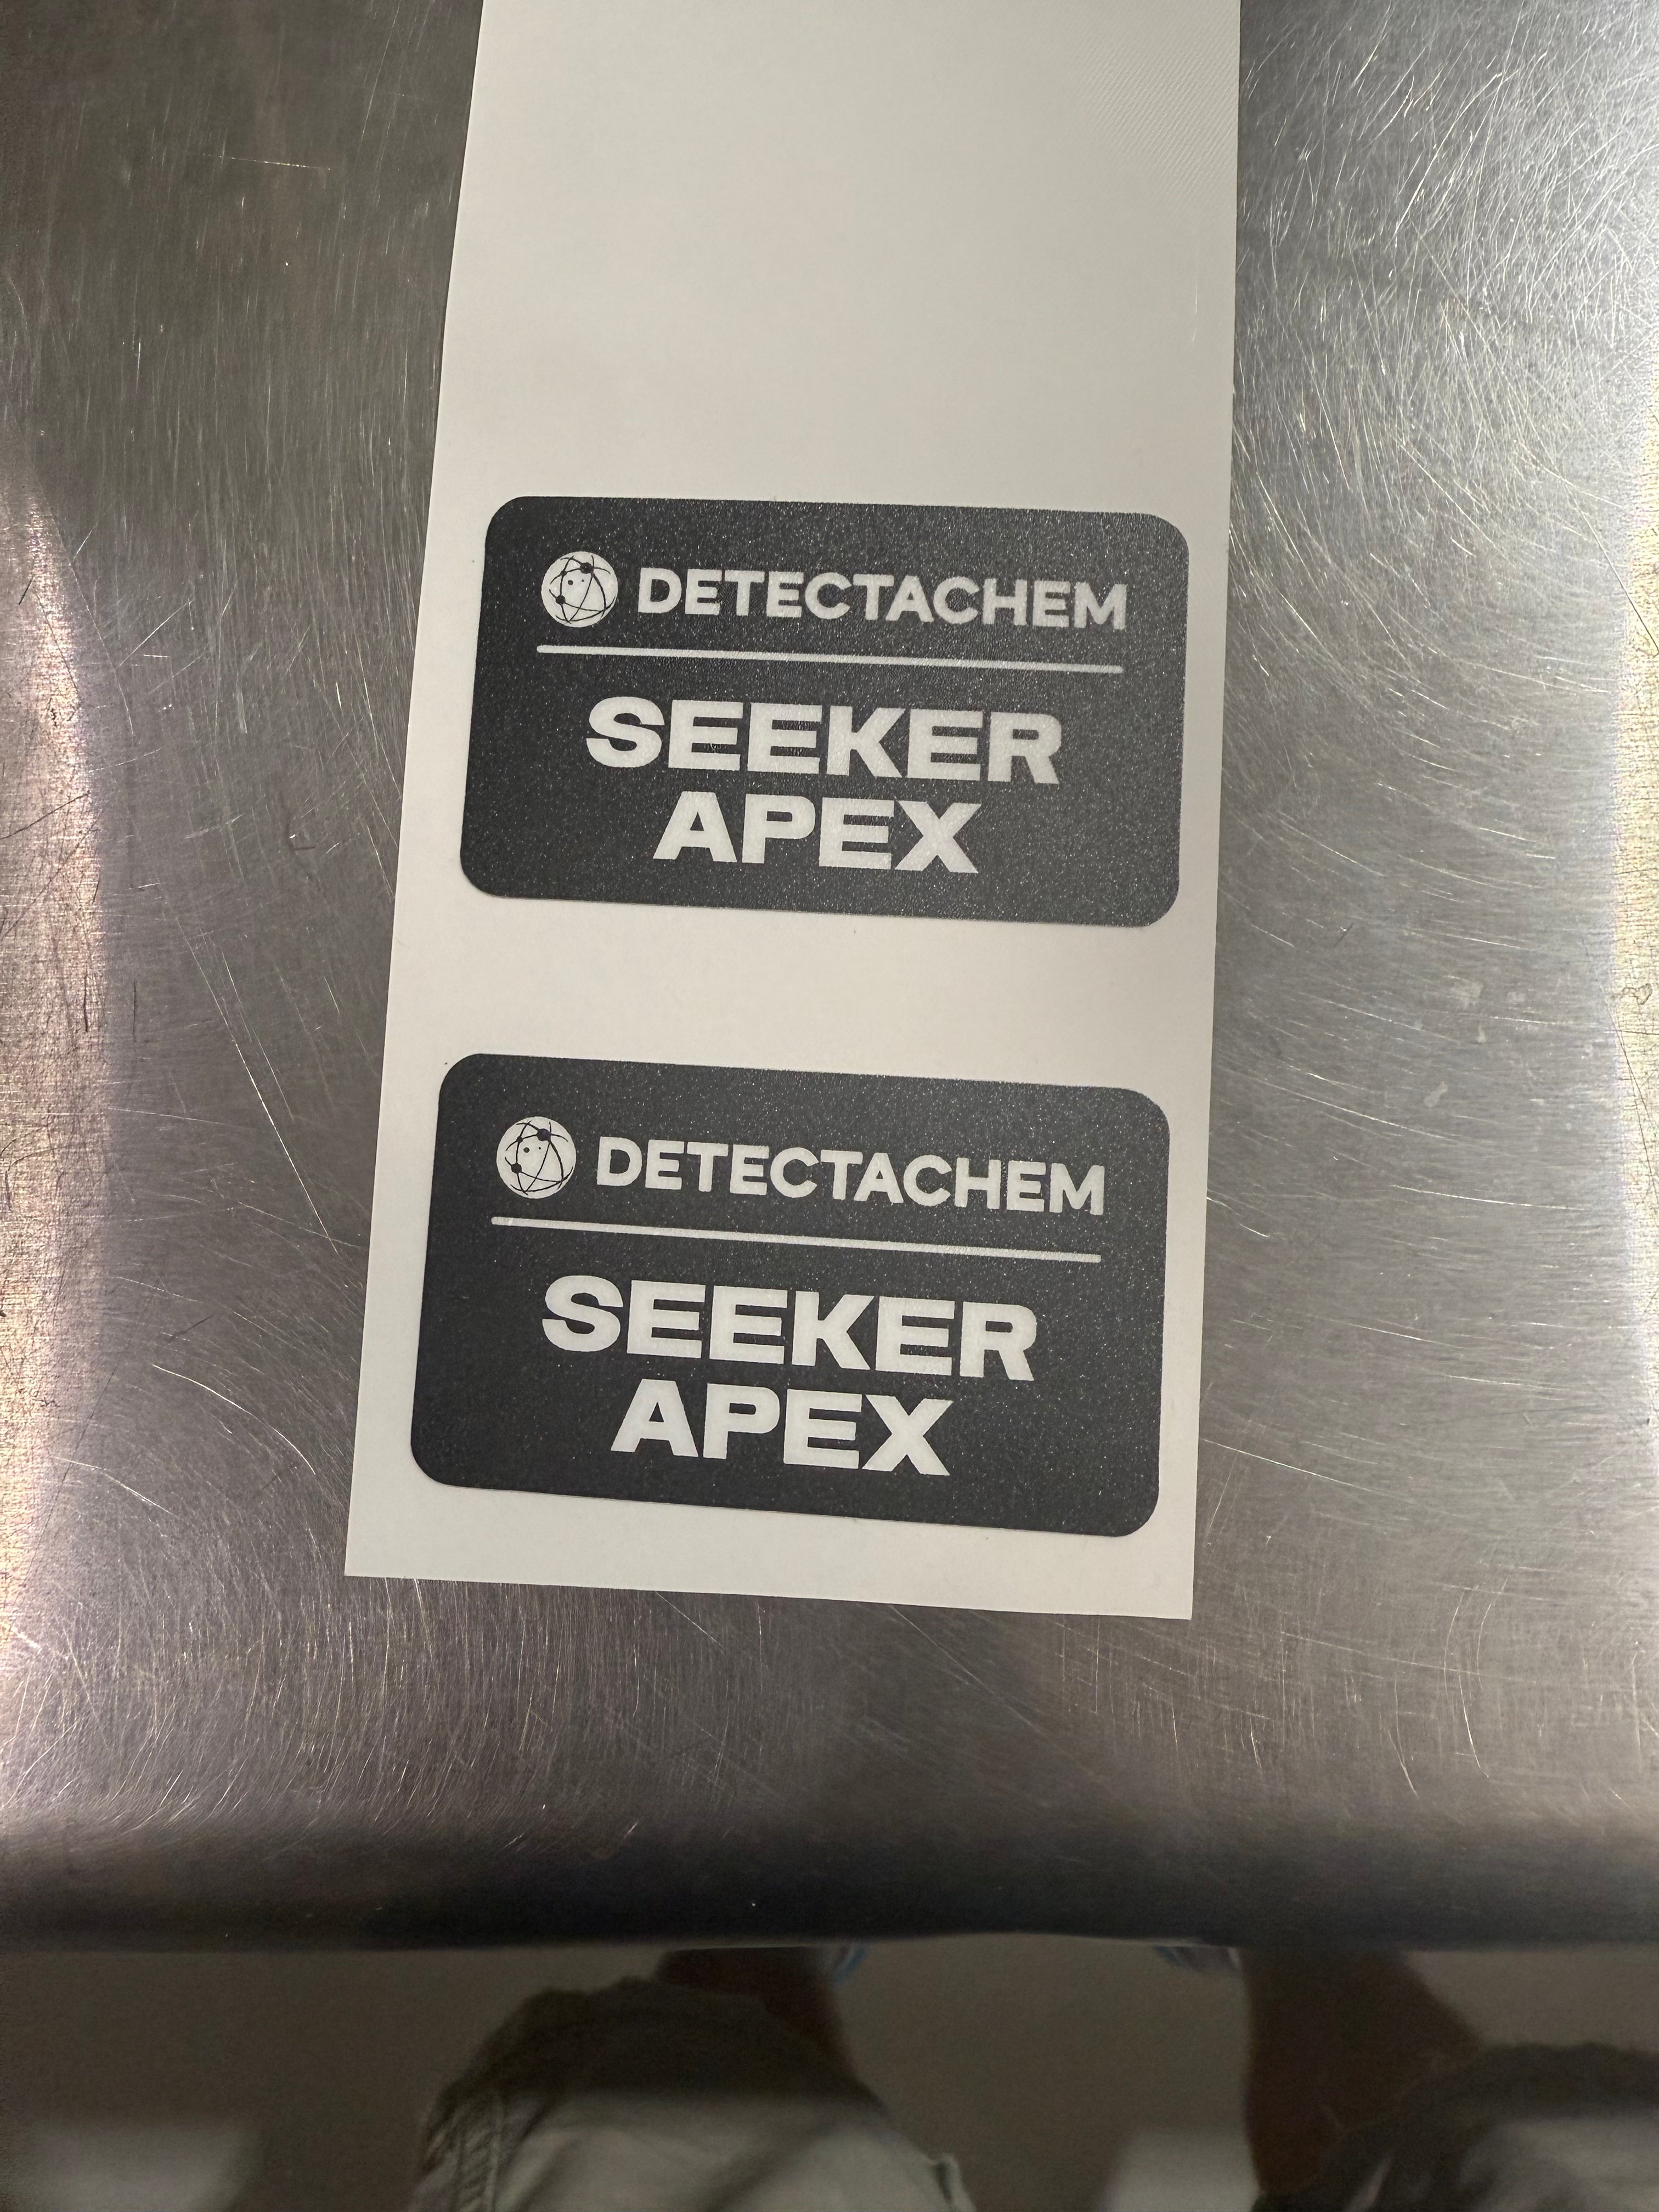 DETECTACHEM
SEEKER
APEX
DETECTACHEM
SEEKER
APEX